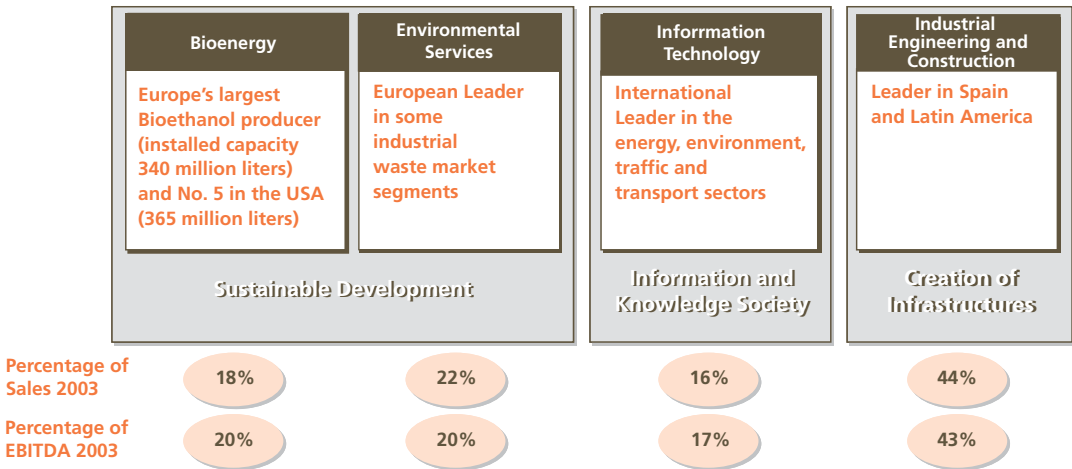 Bioenergy
Europe's largest
Bioethanol producer
(installed capacity
340 million liters)
and No. 5 in the USA
(365 million liters)
Environmental
Services
European Leader
in some
industrial
waste market
segments
Sustainable Development
Inforrmation
Technology
International
Leader in the
energy, environment,
traffic and
transport sectors
Information and
Knowledge Society
Industrial
Engineering and
Construction
Leader in Spain
and Latin America
Creation of
Infrastructures
Percentage of
Sales 2003
18% 22% 16% 44%
Percentage of
EBITDA 2003
20% 20% 17% 43%